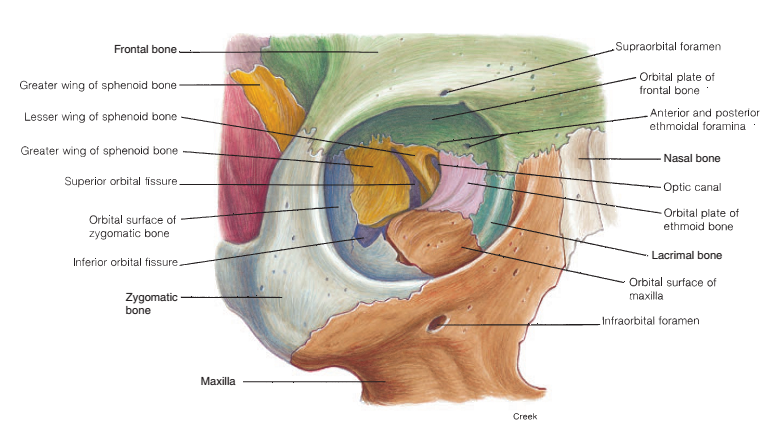 Frontal bone
Greater wing of sphenoid bone
Lesser wing of sphenoid bone
Greater wing of sphenoid bone
Superior orbital fissure
Orbital surface of
zygomatic bone
Inferior orbital fissure
Zygomatic
bone
Maxilla
Supraorbital foramen
Orbital plate of
frontal bone
Anterior and posterior
ethmoidal foramina
Nasal bone
Optic canal
Orbital plate of
ethmoid bone
Lacrimal bone
Orbital surface of
maxilla
Infraorbital foramen
Creek